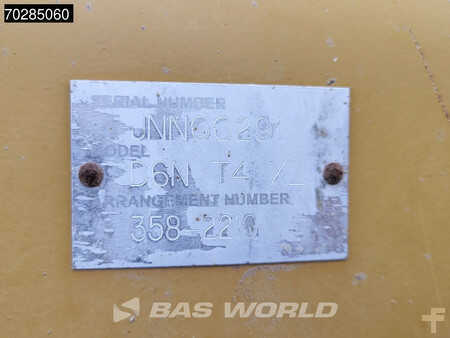 70285060
SERIAL NUMBER
MODEL
D6N T4 XL
ARRANGEMENT NUMBER
BAS WORLD